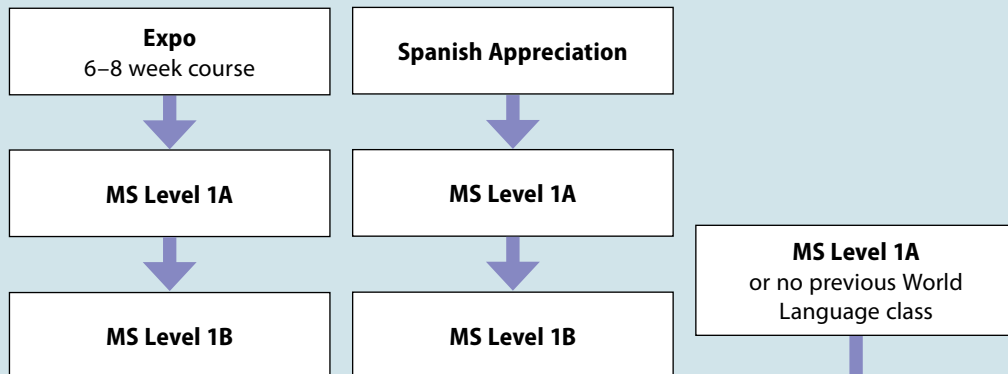 Expo
6–8 week course
Spanish Appreciation
MS Level 1A
MS Level 1A
MS Level 1A
or no previous World
Language class
MS Level 1B
MS Level 1B